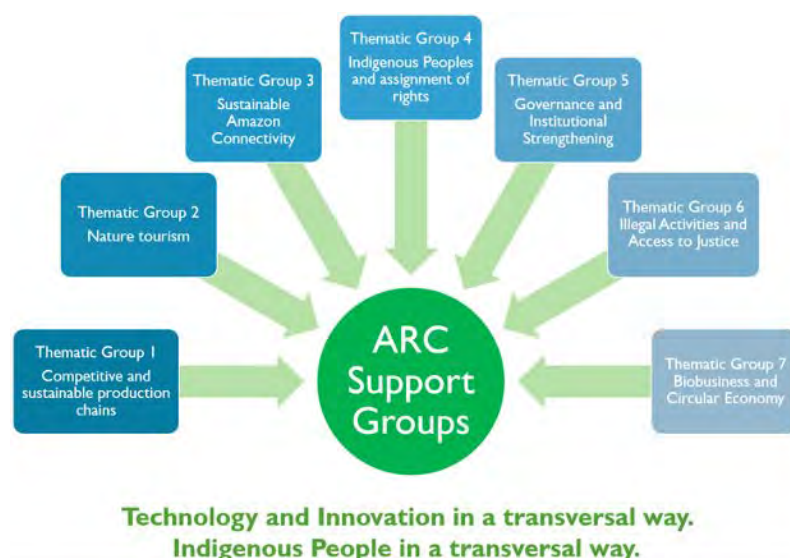 Thematic Group 1
Competitive and
sustainable production
chains
Thematic Group 2
Nature tourism
Thematic Group 3
Sustainable
Amazon
Connectivity
Thematic Group 4
Indigenous Peoples
and assignment of
rights
Thematic Group 5
Governance and
Institutional
Strengthening
Thematic Group 6
Illegal Activities and
Access to Justice
Thematic Group 7
Biobusiness and
Circular Economy
ARC
Support
Groups
Technology and Innovation in a transversal way.
Indigenous People in a transversal way.